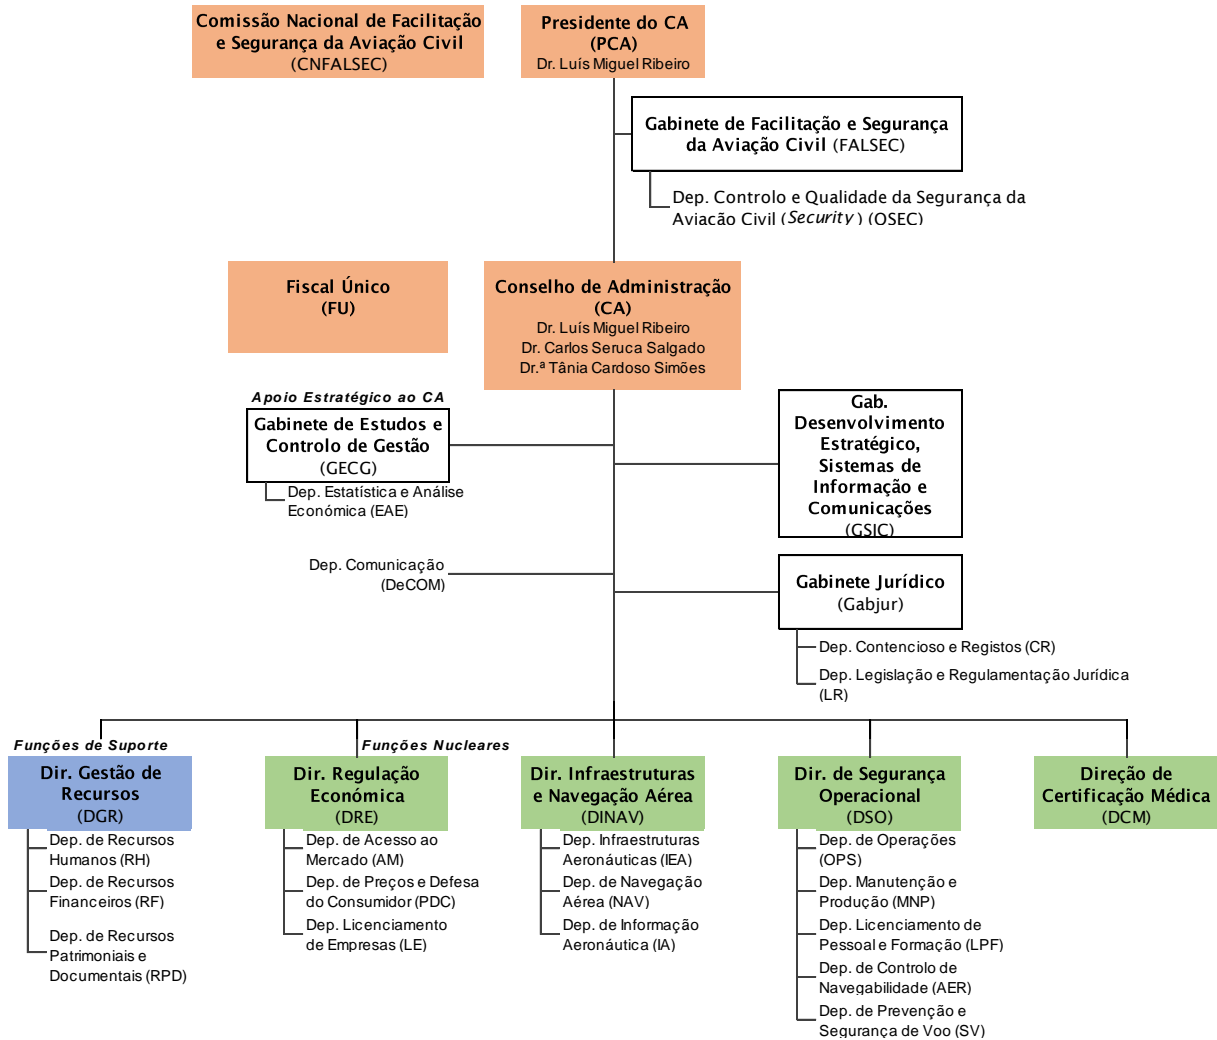 Comissão Nacional de Facilitação
e Segurança da Aviação Civil
(CNFALSEC)
Presidente do CA
(PCA)
Dr. Luís Miguel Ribeiro
Gabinete de Facilitação e Segurança
da Aviação Civil (FALSEC)
Dep. Controlo e Qualidade da Segurança da
Aviação Civil (Security) (QSEC)
Fiscal Único
(FU)
Conselho de Administração
(CA)
Dr. Luís Miguel Ribeiro
Dr. Carlos Seruca Salgado
Dr.ª Tânia Cardoso Simões
Apoio Estratégico ao CA
Gabinete de Estudos e
Controlo de Gestão
(GECG)
Dep. Estatística e Análise
Económica (EAE)
Gab.
Desenvolvimento
Estratégico,
Sistemas de
Informação e
Comunicações
(GSIC)
Dep. Comunicação
(DeCOM)
Gabinete Jurídico
(Gabjur)
Dep. Contencioso e Registos (CR)
Dep. Legislação e Regulamentação Jurídica
(LR)
Funções de Suporte
Funções Nucleares
Dir. Gestão de
Recursos
(DGR)
Dep. de Recursos
Humanos (RH)
Dep. de Recursos
Financeiros (RF)
Dep. de Recursos
Patrimoniais e
Documentais (RPD)
Dir. Regulação
Económica
(DRE)
Dep. de Acesso ao
Mercado (AM)
Dep. de Preços e Defesa
do Consumidor (PDC)
Dep. Licenciamento
de Empresas (LE)
Dir. Infraestruturas
e Navegação Aérea
(DINAV)
Dep. Infraestruturas
Aeronáuticas (IEA)
Dep. de Navegação
Aérea (NAV)
Dep. de Informação
Aeronáutica (IA)
Dir. de Segurança
Operacional
(DSO)
Dep. de Operações
(OPS)
Dep. Manutenção e
Produção (MNP)
Dep. Licenciamento de
Pessoal e Formação (LPF)
Dep. de Controlo de
Navegabilidade (AER)
Dep. de Prevenção e
Segurança de Voo (SV)
Direção de
Certificação Médica
(DCM)